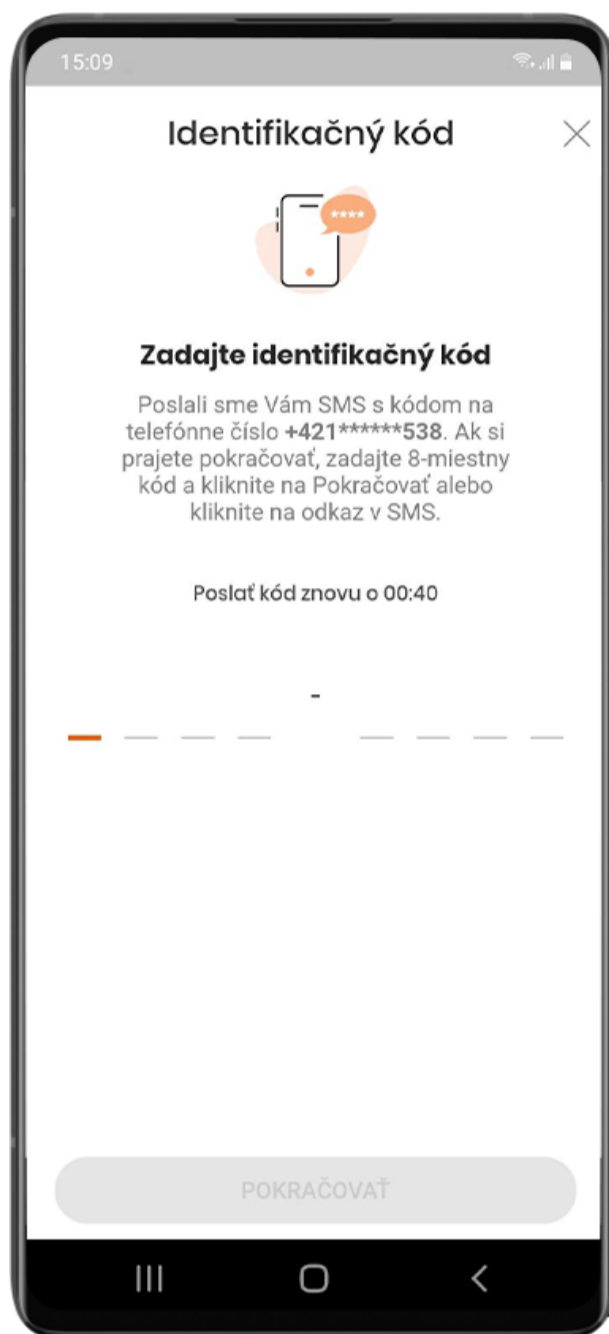 15:09
Identifikačný kód
****
Zadajte identifikačný kód
Poslali sme Vám SMS s kódom na
telefónne číslo +421******538. Ak si
prajete pokračovať, zadajte 8-miestny
kód a kliknite na Pokračovať alebo
kliknite na odkaz v SMS.
Poslať kód znovu o 00:40
-
POKRAČOVAŤ